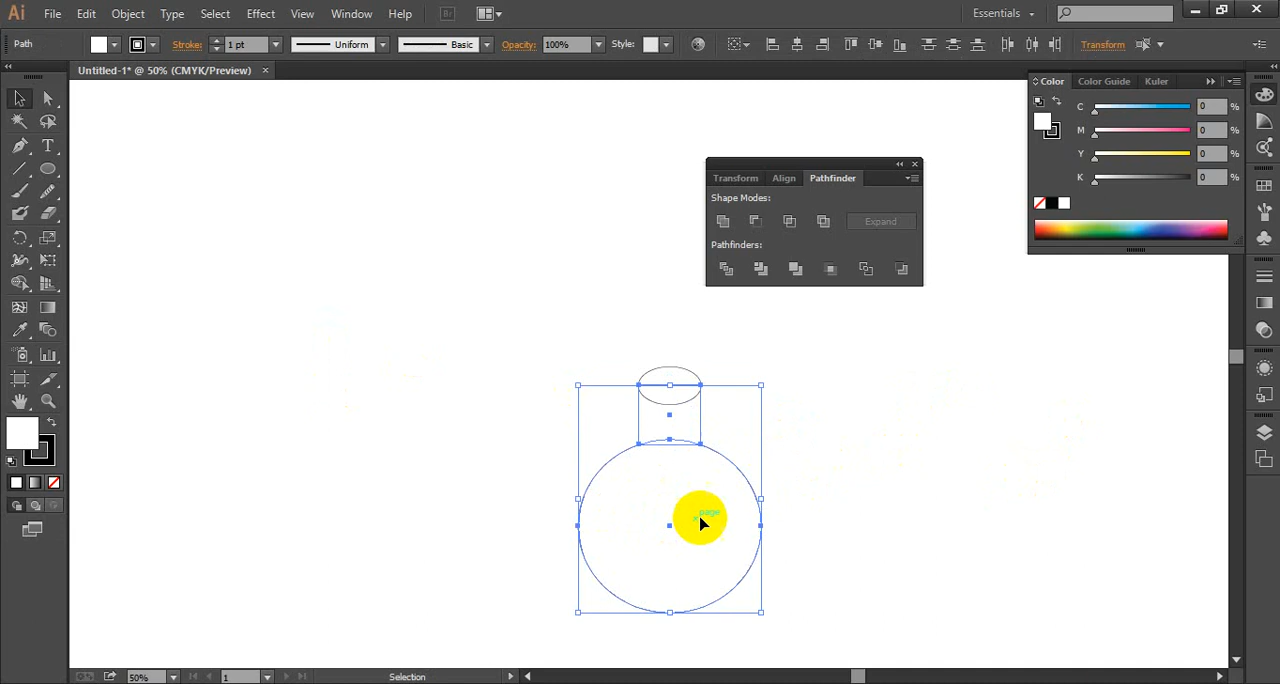 Ai File Edit Object Type Select Effect View Window Help Br Essentials
Path Stroke: 1 pt Uniform Basic Opacity: 100% Style: Transform
Untitled-1* @ 50% (CMYK/Preview) ×
Color Color Guide Kuler
C 0 %
M 0 %
Y 0 %
K 0 %
Transform Align Pathfinder
Shape Modes:
Expand
Pathfinders:
page
50% 1 Selection